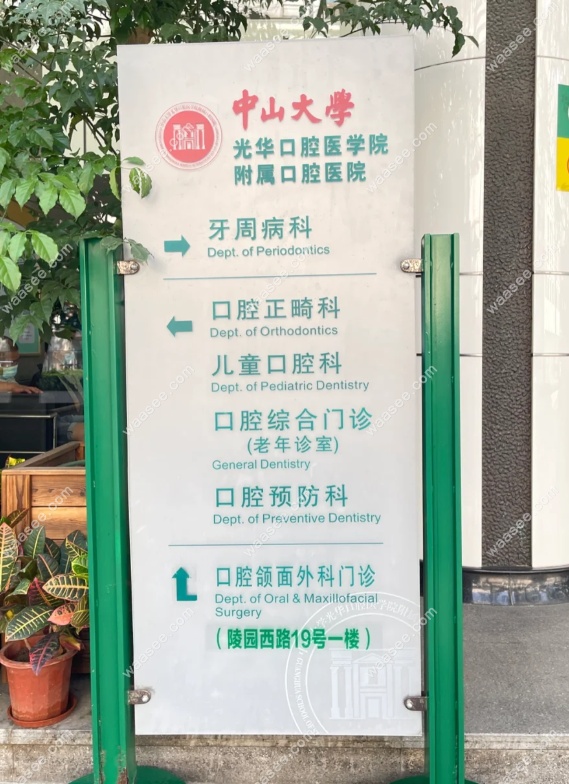 中山大學
光华口腔医学院
附属口腔医院
牙周病科
Dept. of Periodontics
口腔正畸科
Dept. of Orthodontics
儿童口腔科
Dept. of Pediatric Dentistry
口腔综合门诊
(老年诊室)
General Dentistry
口腔预防科
Dept. of Preventive Dentistry
口腔颌面外科门诊
Dept. of Oral & Maxillofacial
Surgery
(陵园西路19号一楼)
waasee.com